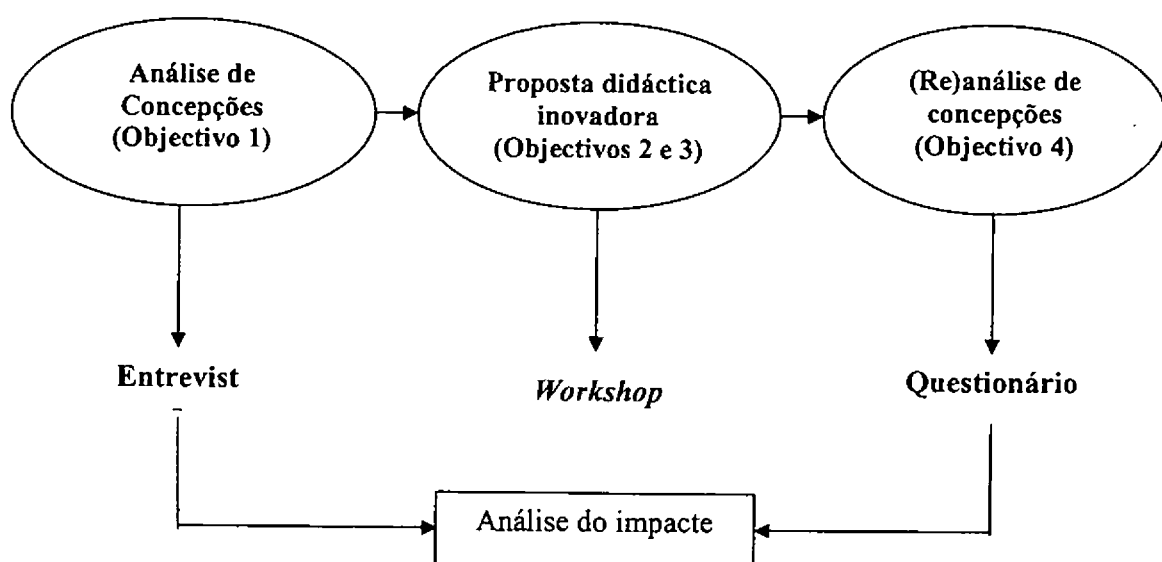 Análise de
Concepções
(Objectivo 1)
Proposta didáctica
inovadora
(Objectivos 2 e 3)
(Re)análise de
concepções
(Objectivo 4)
Entrevist
Workshop
Questionário
Análise do impacte